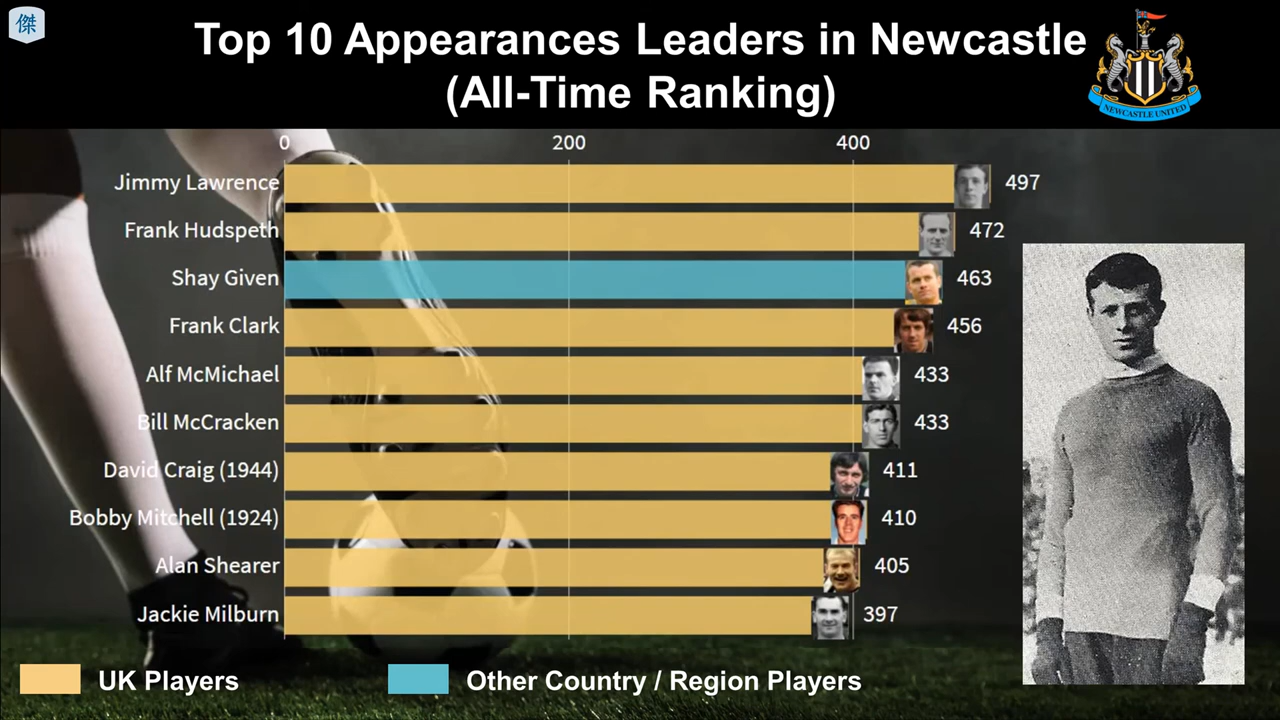 傑
Top 10 Appearances Leaders in Newcastle
(All-Time Ranking)
NEWCASTLE UNITED
0 200 400
Jimmy Lawrence 497
Frank Hudspeth 472
Shay Given 463
Frank Clark 456
Alf McMichael 433
Bill McCracken 433
David Craig (1944) 411
Bobby Mitchell (1924) 410
Alan Shearer 405
Jackie Milburn 397
UK Players Other Country / Region Players